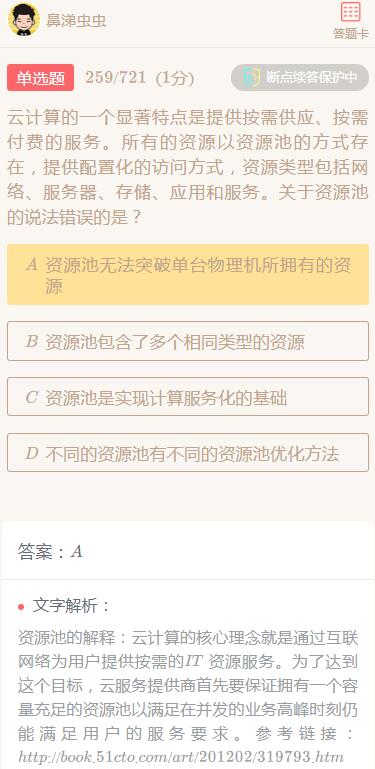 鼻涕虫虫
答题卡
单选题 259/721 (1分) 断点续答保护中
云计算的一个显著特点是提供按需供应、按需
付费的服务。所有的资源以资源池的方式存
在，提供配置化的访问方式，资源类型包括网
络、服务器、存储、应用和服务。关于资源池
的说法错误的是？
A 资源池无法突破单台物理机所拥有的资
源
B 资源池包含了多个相同类型的资源
C 资源池是实现计算服务化的基础
D 不同的资源池有不同的资源池优化方法
答案：A
文字解析：
资源池的解释：云计算的核心理念就是通过互联
网络为用户提供按需的IT 资源服务。为了达到
这个目标，云服务提供商首先要保证拥有一个容
量充足的资源池以满足在并发的业务高峰时刻仍
能满足用户的服务要求。参考链接：
http://book.51cto.com/art/201202/319793.htm